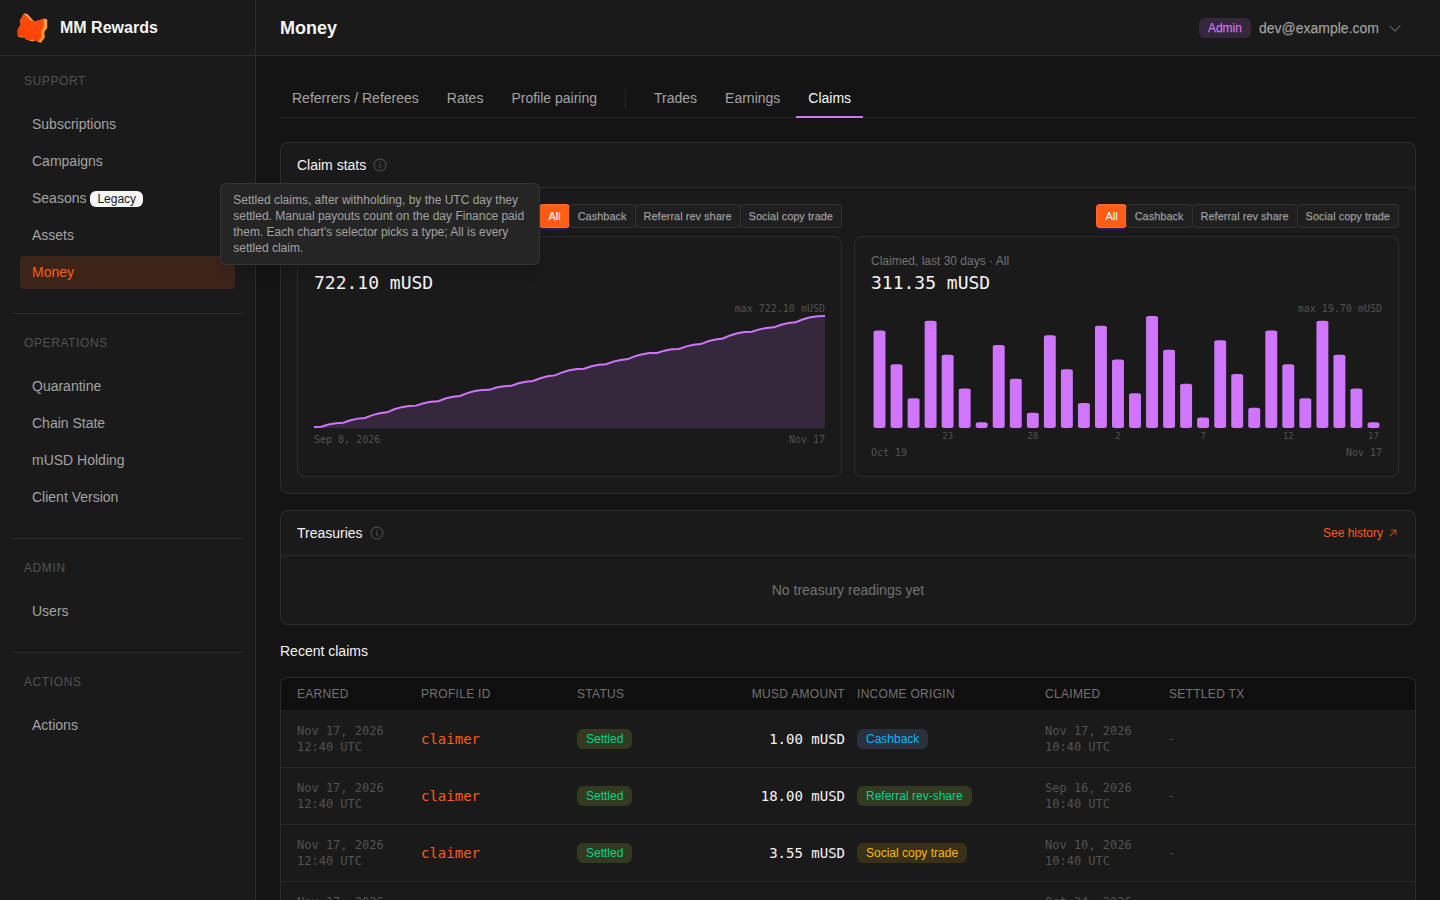 MM Rewards
Money
Admin dev@example.com
SUPPORT
Subscriptions
Campaigns
Seasons Legacy
Assets
Money
OPERATIONS
Quarantine
Chain State
mUSD Holding
Client Version
ADMIN
Users
ACTIONS
Actions
Referrers / Referees Rates Profile pairing Trades Earnings Claims
Claim stats
Settled claims, after withholding, by the UTC day they
settled. Manual payouts count on the day Finance paid
them. Each chart's selector picks a type; All is every
settled claim.
All Cashback Referral rev share Social copy trade
722.10 mUSD
max 722.10 mUSD
Sep 8, 2026 Nov 17
All Cashback Referral rev share Social copy trade
Claimed, last 30 days · All
311.35 mUSD
max 19.70 mUSD
23 28 2 7 12 17
Oct 19 Nov 17
Treasuries
See history
No treasury readings yet
Recent claims
EARNED PROFILE ID STATUS MUSD AMOUNT INCOME ORIGIN CLAIMED SETTLED TX
Nov 17, 2026
12:40 UTC claimer Settled 1.00 mUSD Cashback Nov 17, 2026
10:40 UTC -
Nov 17, 2026
12:40 UTC claimer Settled 18.00 mUSD Referral rev-share Sep 16, 2026
10:40 UTC -
Nov 17, 2026
12:40 UTC claimer Settled 3.55 mUSD Social copy trade Nov 10, 2026
10:40 UTC -